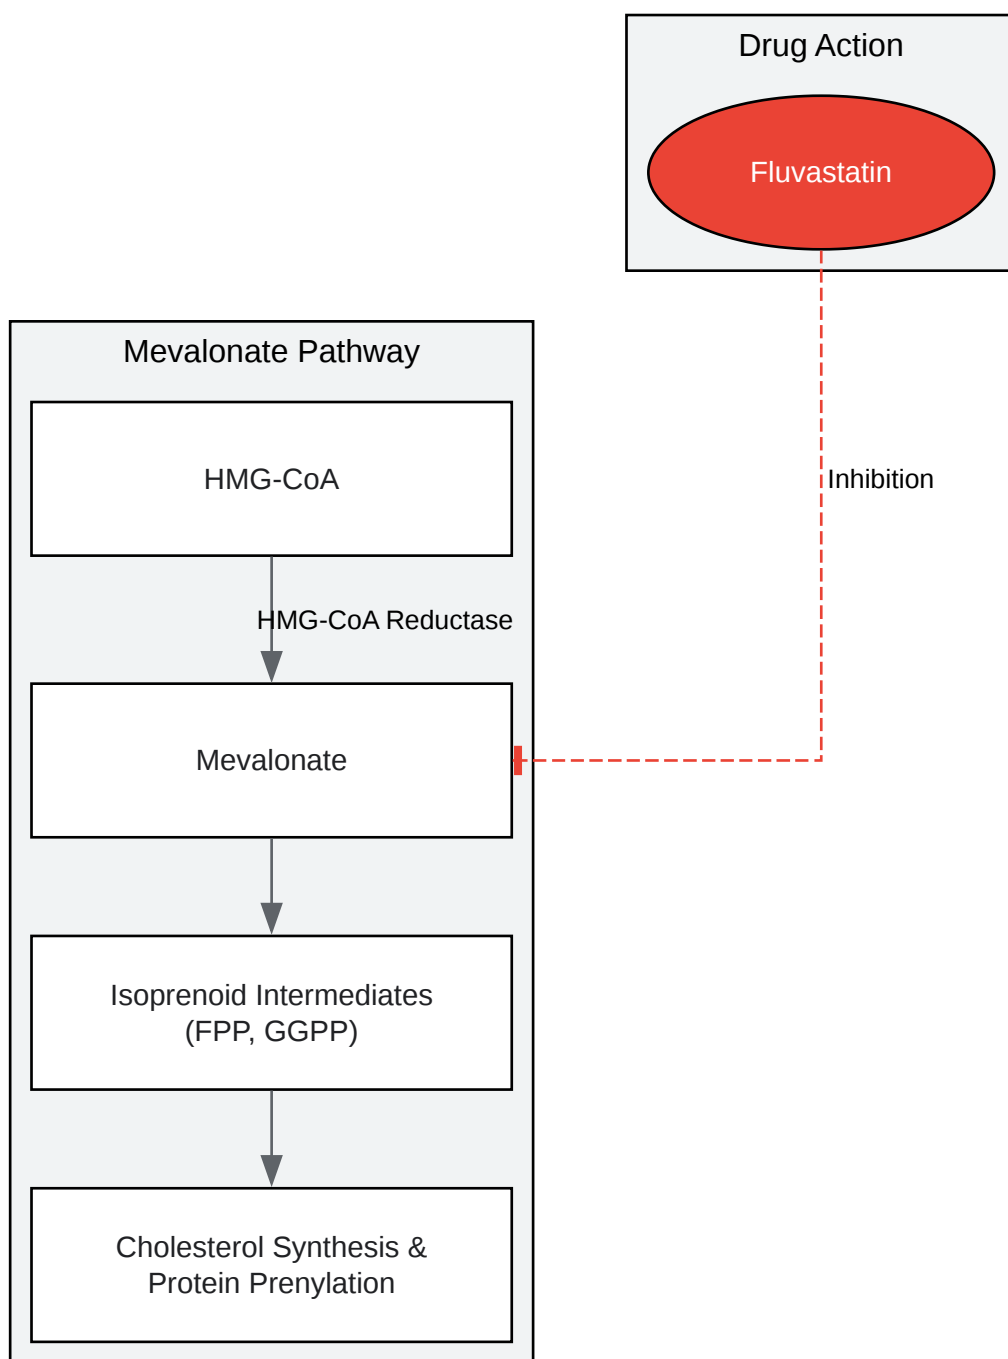 Drug Action
Fluvastatin
Mevalonate Pathway
HMG-CoA
Inhibition
HMG-CoA Reductase
Mevalonate
Isoprenoid Intermediates
(FPP, GGPP)
Cholesterol Synthesis &
Protein Prenylation